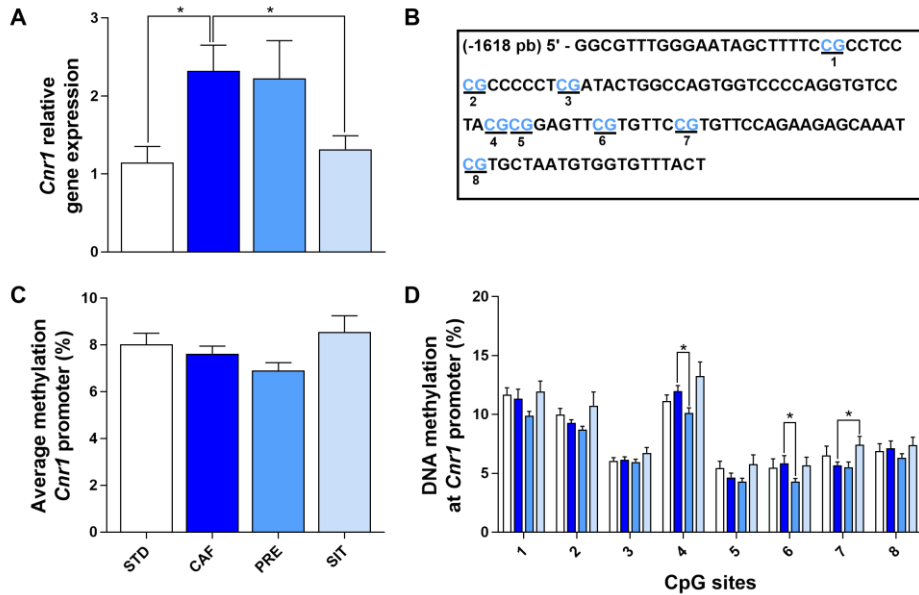 A
*
*
3
2
1
0
Cnr1 relative
gene expression
B
(-1618 pb) 5' - GGCGTTTGGGAATAGCTTTTCCGCCTCC
1
CGCCCCCTCGATACTGGCCAGTGGTCCCCAGGTGTCC
2 3
TACGCGGAGTTCGTGTTCCGTGTTCCAGAAGAGCAAAT
4 5 6 7
CGTGCTAATGTGGTGTTTACT
8
C
10
8
6
4
2
0
Average methylation
Cnr1 promoter (%)
STD CAF PRE SIT
D
20
15
10
5
0
DNA methylation
at Cnr1 promoter (%)
*
*
*
1 2 3 4 5 6 7 8
CpG sites